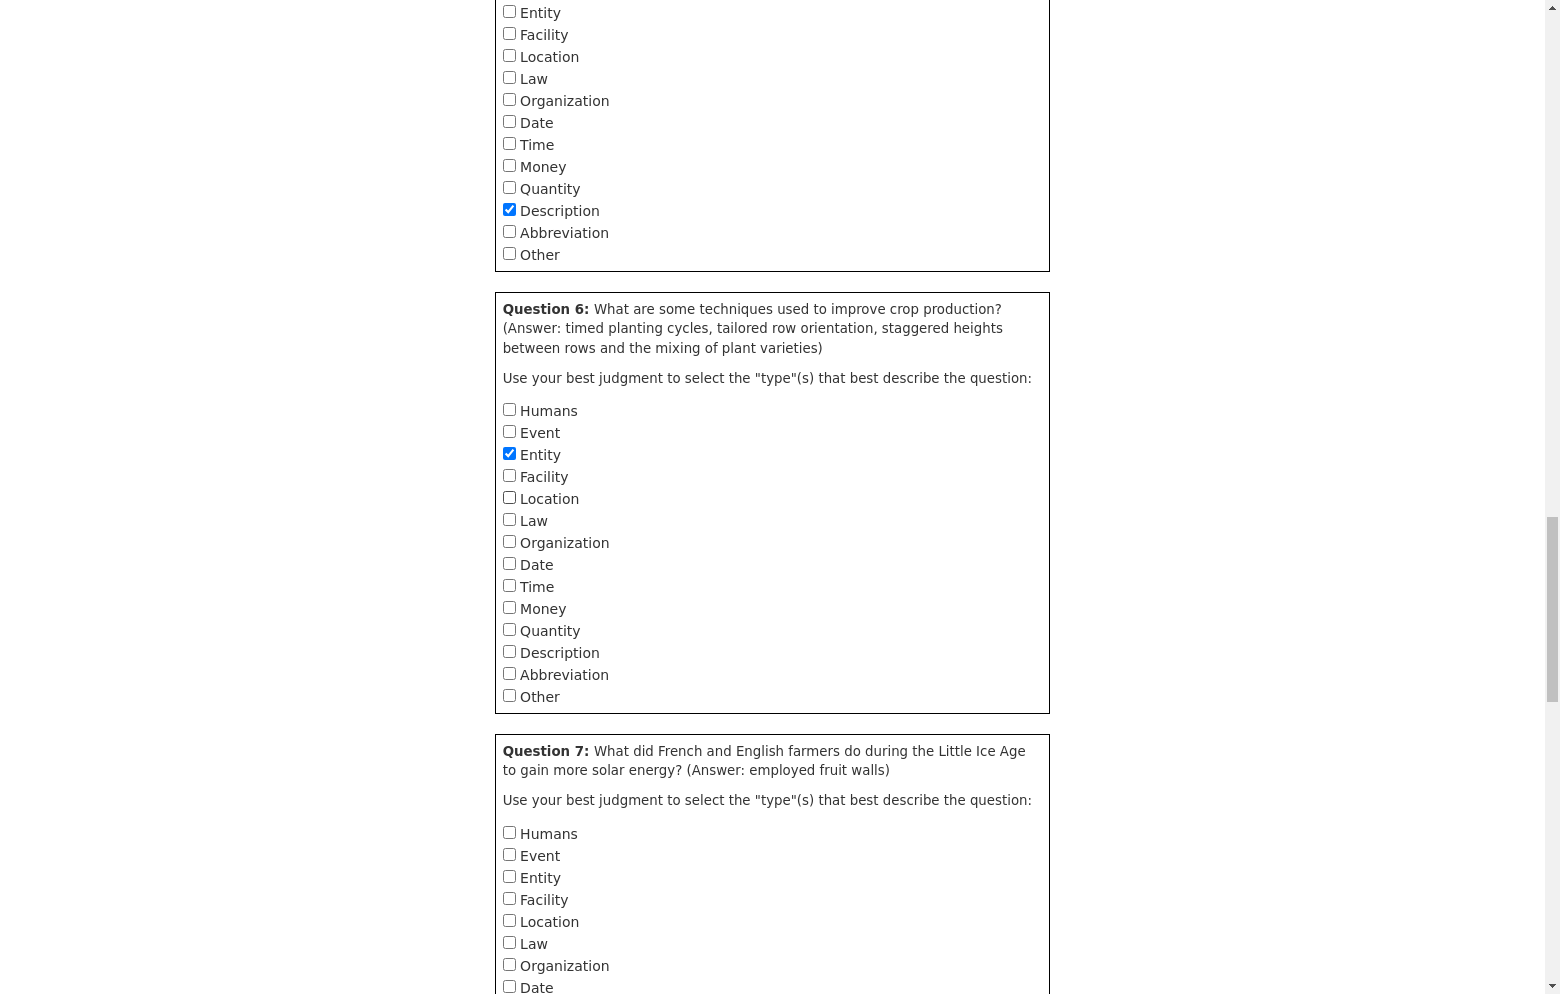 Entity
Facility
Location
Law
Organization
Date
Time
Money
Quantity
Description
Abbreviation
Other
Question 6: What are some techniques used to improve crop production?
(Answer: timed planting cycles, tailored row orientation, staggered heights
between rows and the mixing of plant varieties)
Use your best judgment to select the "type"(s) that best describe the question:
Humans
Event
Entity
Facility
Location
Law
Organization
Date
Time
Money
Quantity
Description
Abbreviation
Other
Question 7: What did French and English farmers do during the Little Ice Age
to gain more solar energy? (Answer: employed fruit walls)
Use your best judgment to select the "type"(s) that best describe the question:
Humans
Event
Entity
Facility
Location
Law
Organization
Date